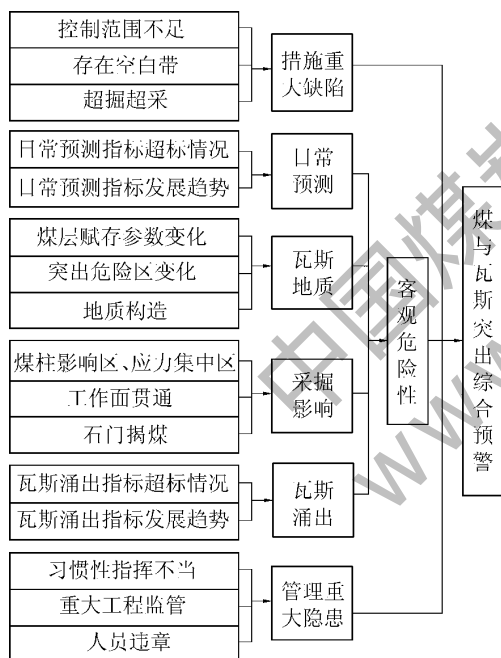 控制范围不足
存在空白带
超掘超采
措施重
大缺陷
日常预测指标超标情况
日常预测指标发展趋势
日常
预测
煤层赋存参数变化
突出危险区变化
地质构造
瓦斯
地质
煤柱影响区、应力集中区
工作面贯通
石门揭煤
采掘
影响
瓦斯涌出指标超标情况
瓦斯涌出指标发展趋势
瓦斯
涌出
习惯性指挥不当
重大工程监管
人员违章
管理重
大隐患
客观危险性
煤与瓦斯突出综合预警
中国煤炭
www